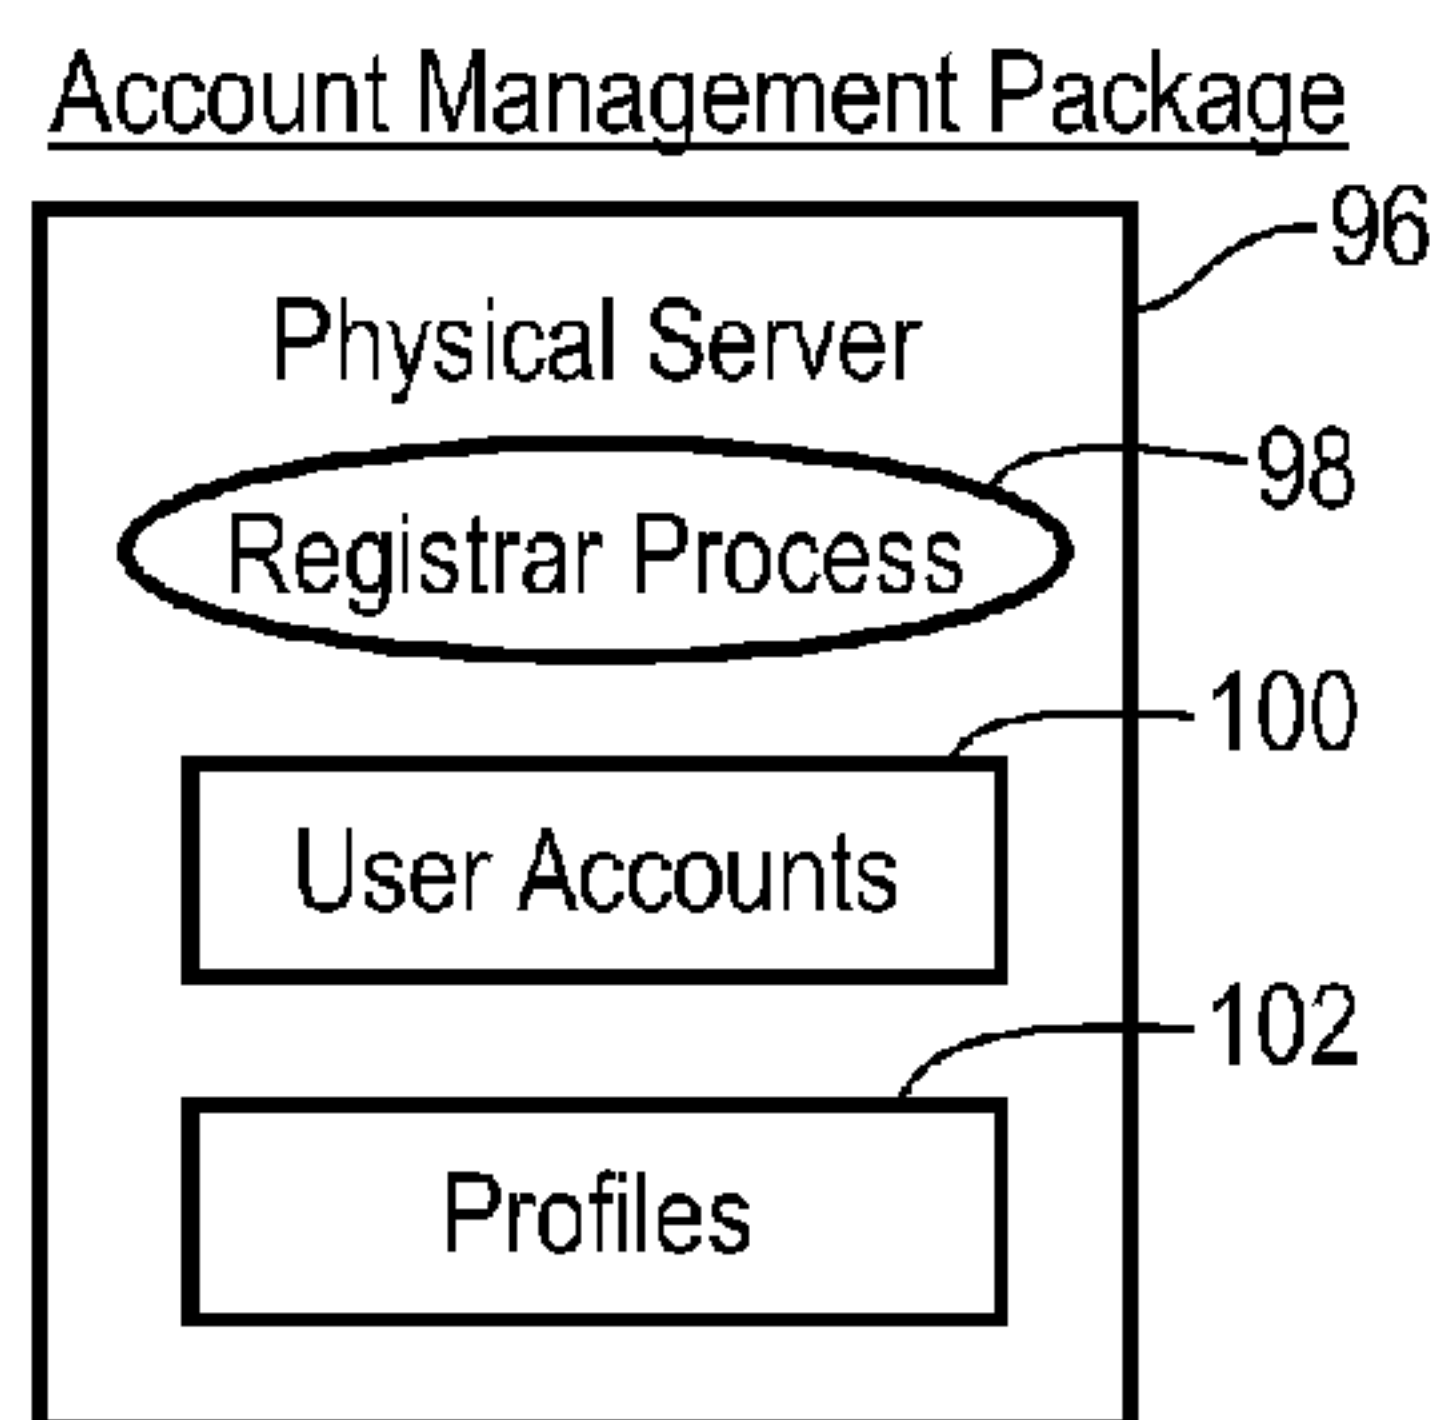 Account Management Package
96
Physical Server
98
Registrar Process
100
User Accounts
102
Profiles